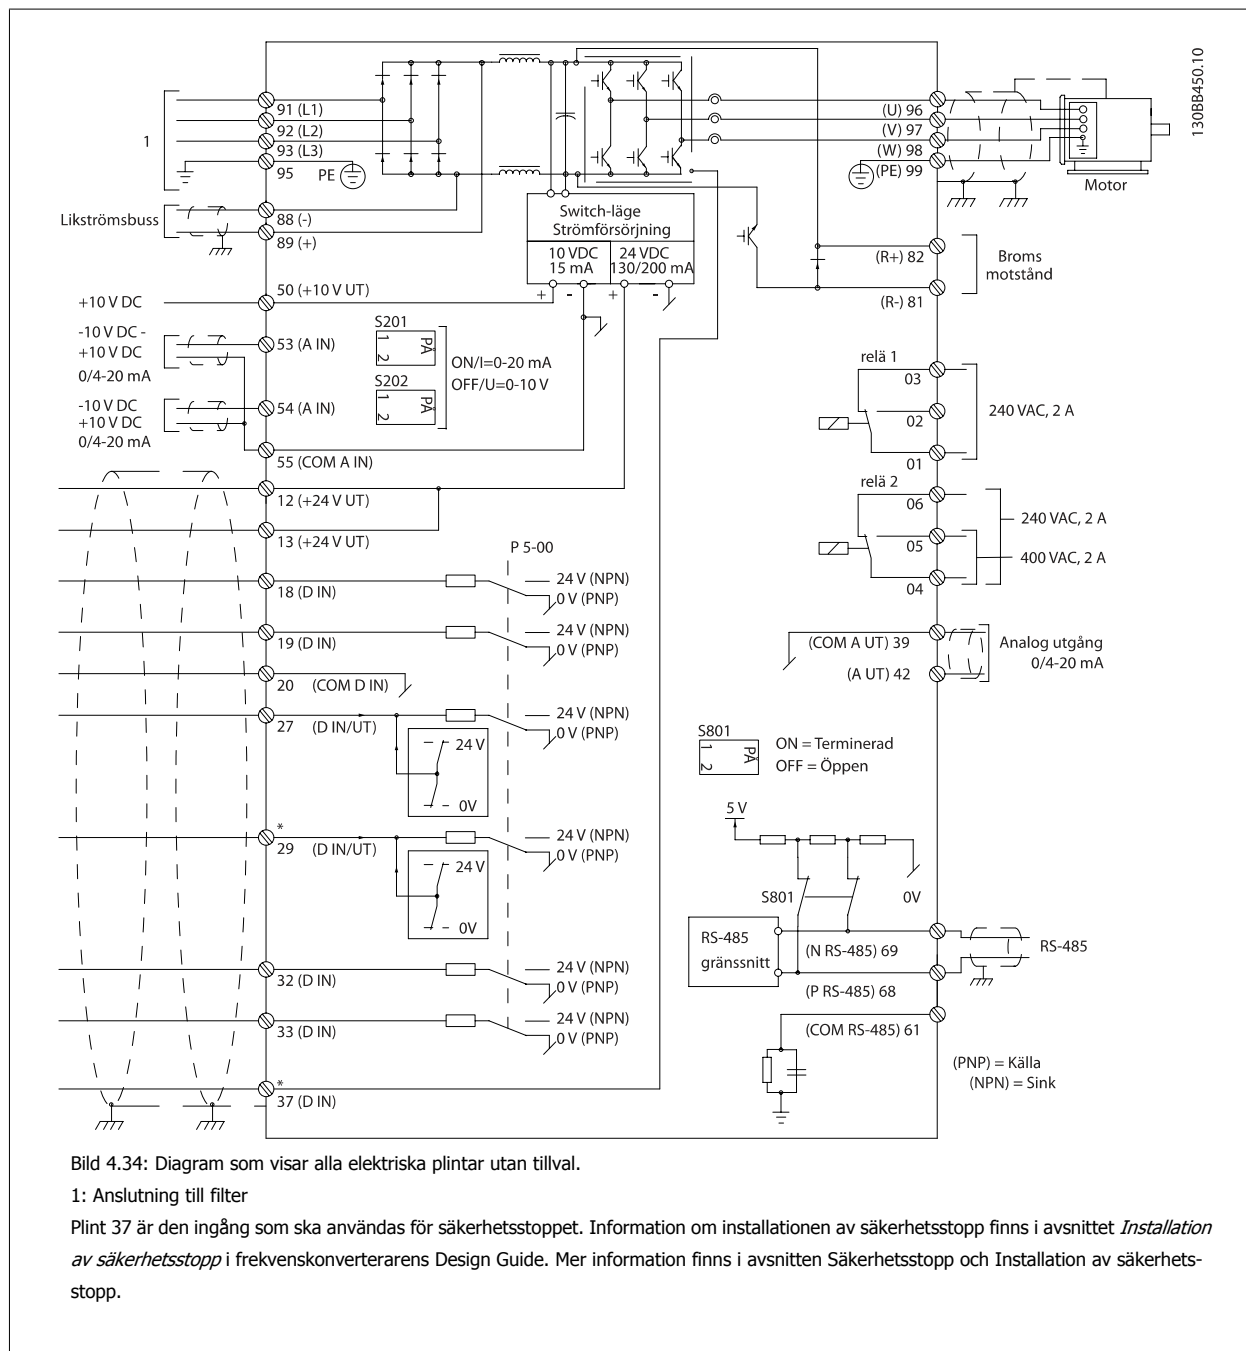 130BB450.10
1
91 (L1)
92 (L2)
93 (L3)
95
PE
Likströmsbuss
88 (-)
89 (+)
Switch-läge
Strömförsörjning
10 VDC
15 mA
24 VDC
130/200 mA
+ - + -
(U) 96
(V) 97
(W) 98
(PE) 99
Motor
(R+) 82
(R-) 81
Broms
motstånd
+10 V DC
50 (+10 V UT)
-10 V DC -
+10 V DC
0/4-20 mA
53 (A IN)
-10 V DC
+10 V DC
0/4-20 mA
54 (A IN)
55 (COM A IN)
S201
1
2
PÅ
S202
1
2
PÅ
ON/I=0-20 mA
OFF/U=0-10 V
relä 1
03
02
01
240 VAC, 2 A
relä 2
06
05
04
240 VAC, 2 A
400 VAC, 2 A
12 (+24 V UT)
13 (+24 V UT)
P 5-00
18 (D IN)
24 V (NPN)
0 V (PNP)
19 (D IN)
24 V (NPN)
0 V (PNP)
20 (COM D IN)
27 (D IN/UT)
24 V (NPN)
0 V (PNP)
24 V
0V
*
29 (D IN/UT)
24 V (NPN)
0 V (PNP)
24 V
0V
32 (D IN)
24 V (NPN)
0 V (PNP)
33 (D IN)
24 V (NPN)
0 V (PNP)
*
37 (D IN)
(COM A UT) 39
(A UT) 42
Analog utgång
0/4-20 mA
S801
1
2
PÅ
ON = Terminerad
OFF = Öppen
5 V
S801
0V
RS-485
gränssnitt
(N RS-485) 69
(P RS-485) 68
(COM RS-485) 61
RS-485
(PNP) = Källa
(NPN) = Sink
Bild 4.34: Diagram som visar alla elektriska plintar utan tillval.
1: Anslutning till filter
Plint 37 är den ingång som ska användas för säkerhetsstoppet. Information om installationen av säkerhetsstopp finns i avsnittet Installation
av säkerhetsstopp i frekvenskonverterarens Design Guide. Mer information finns i avsnitten Säkerhetsstopp och Installation av säkerhets-
stopp.